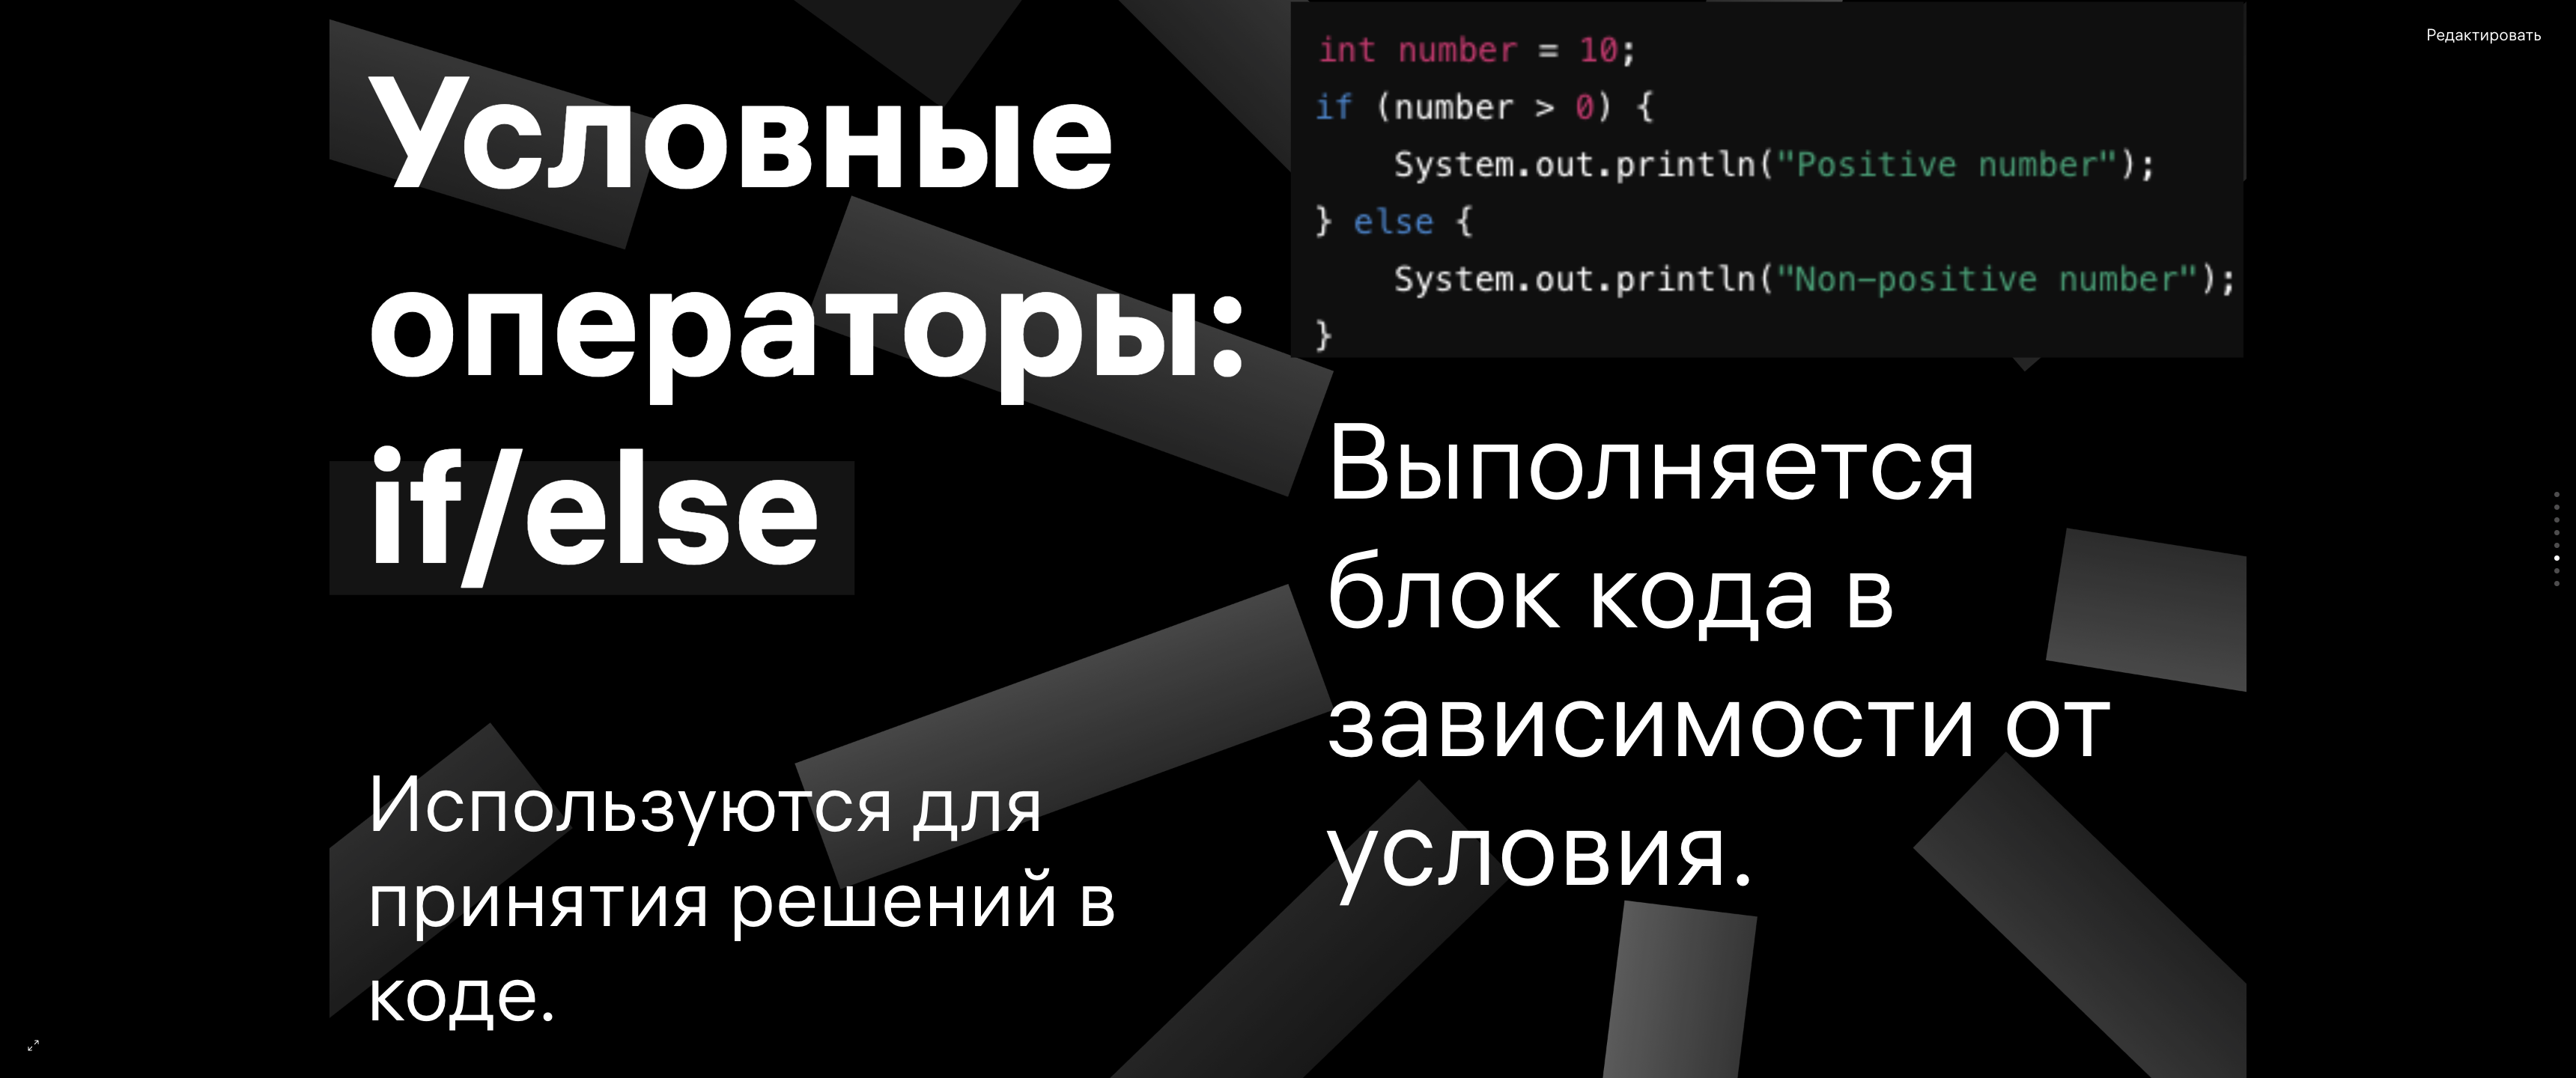 Условные
операторы:
if/else
Используются для
принятия решений в
коде.
int number = 10;
if (number > 0) {
    System.out.println("Positive number");
} else {
    System.out.println("Non-positive number");
}
Выполняется
блок кода в
зависимости от
условия.
Редактировать